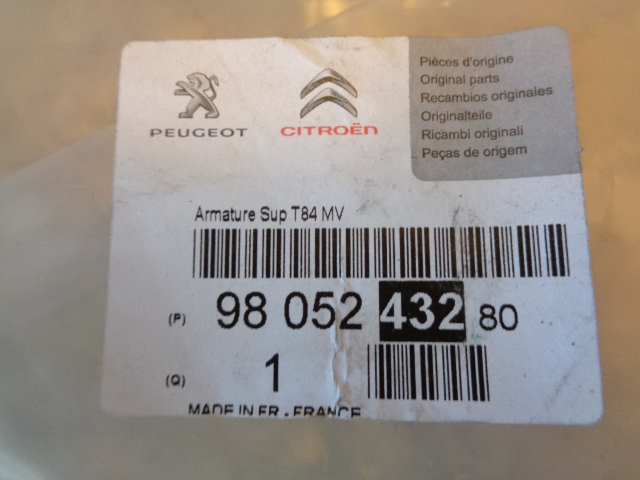 PEUGEOT
CITROËN
Pièces d'origine
Original parts
Recambios originales
Originalteile
Ricambi originali
Peças de origem
Armature Sup T84 MV
(P) 98 052 432 80
(Q) 1
MADE IN FR - FRANCE